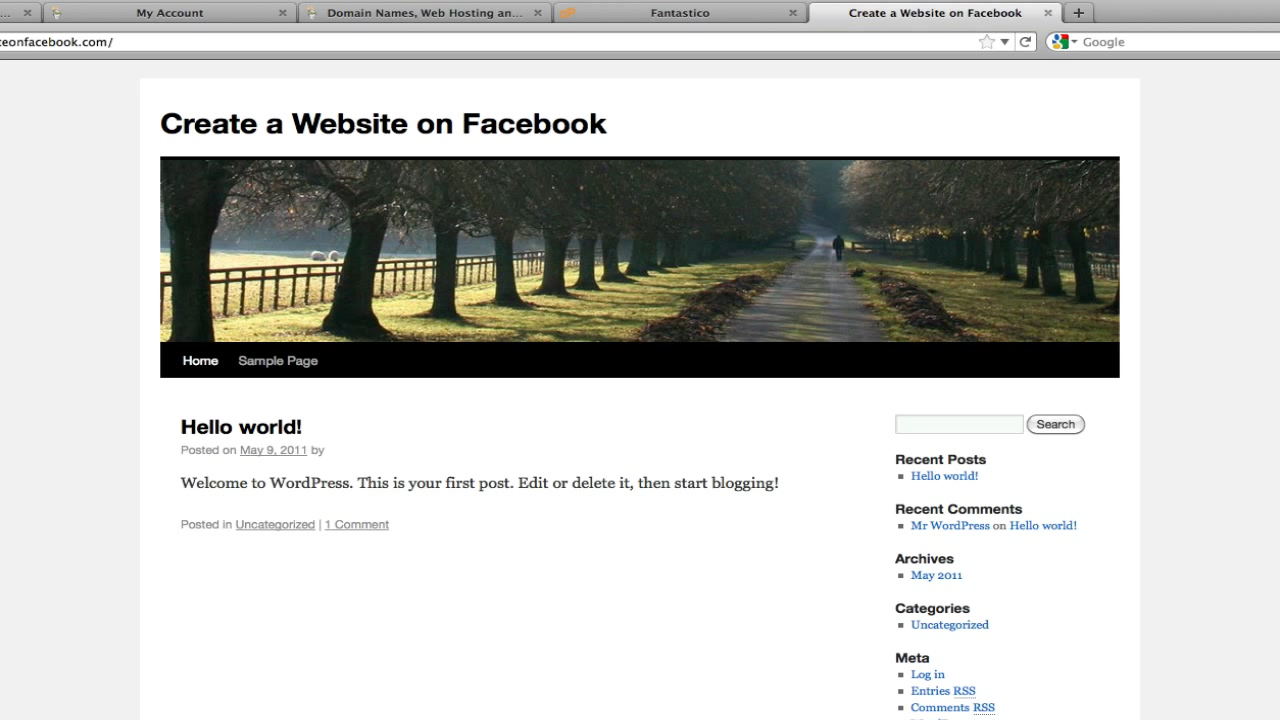 ...
My Account
Domain Names, Web Hosting an...
Fantastico
Create a Website on Facebook
teonfacebook.com/
Google
Create a Website on Facebook
Home
Sample Page
Hello world!
Posted on May 9, 2011 by
Welcome to WordPress. This is your first post. Edit or delete it, then start blogging!
Posted in Uncategorized | 1 Comment
Search
Recent Posts
Hello world!
Recent Comments
Mr WordPress on Hello world!
Archives
May 2011
Categories
Uncategorized
Meta
Log in
Entries RSS
Comments RSS